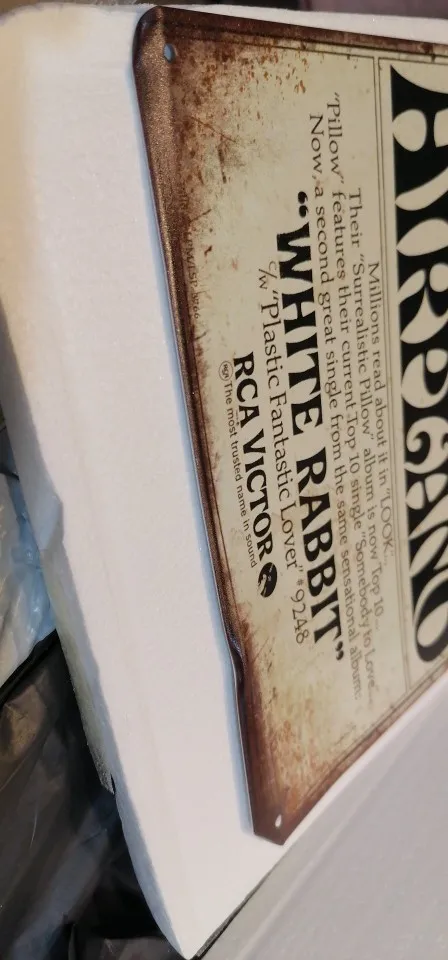 AIRPLANE
Millions read about it in "LOOK"...
Their "Surrealistic Pillow" album is now Top 10...
"Pillow" features their current Top 10 single "Somebody to Love"...
Now, a second great single from the same sensational album:
"WHITE RABBIT"
c/w "Plastic Fantastic Lover" #9248
RCA VICTOR
The most trusted name in sound